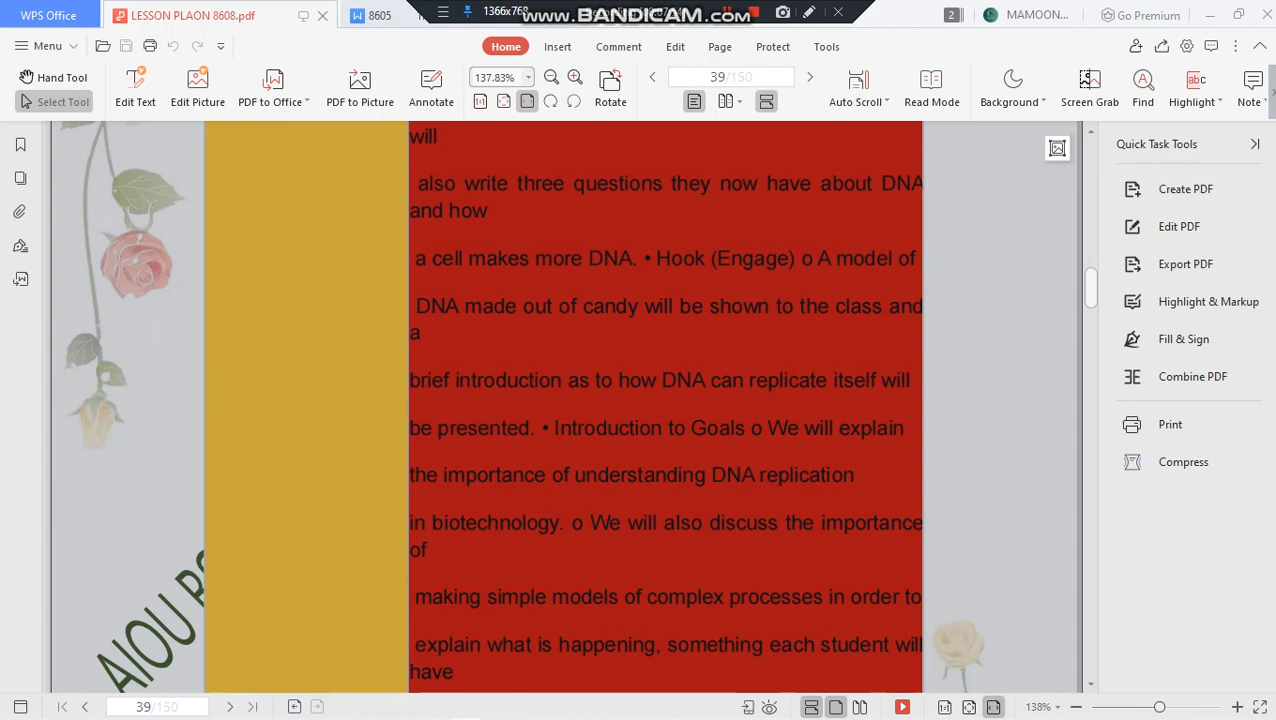 WPS Office
LESSON PLAON 8608.pdf
8605
1366x768
www.BANDICAM.com
2
MAMOON...
Go Premium
Menu
Home
Insert
Comment
Edit
Page
Protect
Tools
Hand Tool
Select Tool
Edit Text
Edit Picture
PDF to Office
PDF to Picture
Annotate
137.83%
Rotate
39/150
Auto Scroll
Read Mode
Background
Screen Grab
Find
Highlight
Note
will
also write three questions they now have about DNA
and how
a cell makes more DNA. • Hook (Engage) o A model of
DNA made out of candy will be shown to the class and
a
brief introduction as to how DNA can replicate itself will
be presented. • Introduction to Goals o We will explain
the importance of understanding DNA replication
in biotechnology. o We will also discuss the importance
of
making simple models of complex processes in order to
explain what is happening, something each student will
have
AIOU
Quick Task Tools
Create PDF
Edit PDF
Export PDF
Highlight & Markup
Fill & Sign
Combine PDF
Print
Compress
39/150
138%